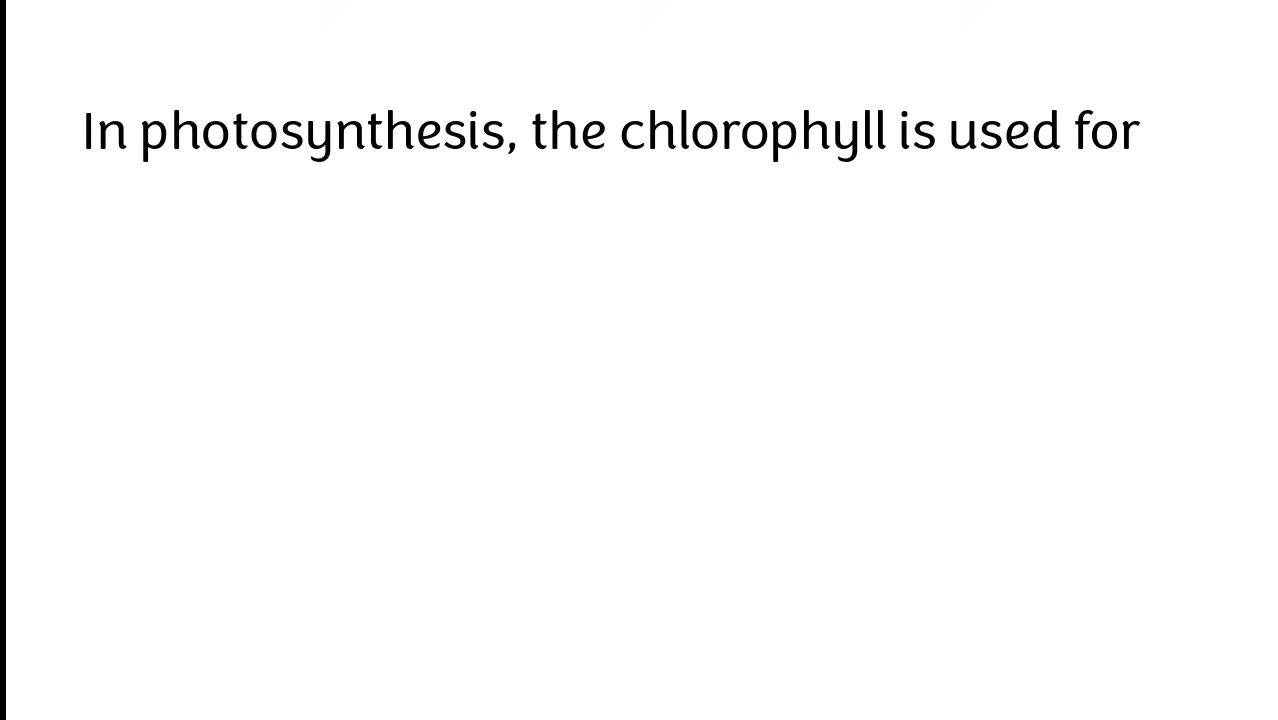 In photosynthesis, the chlorophyll is used for